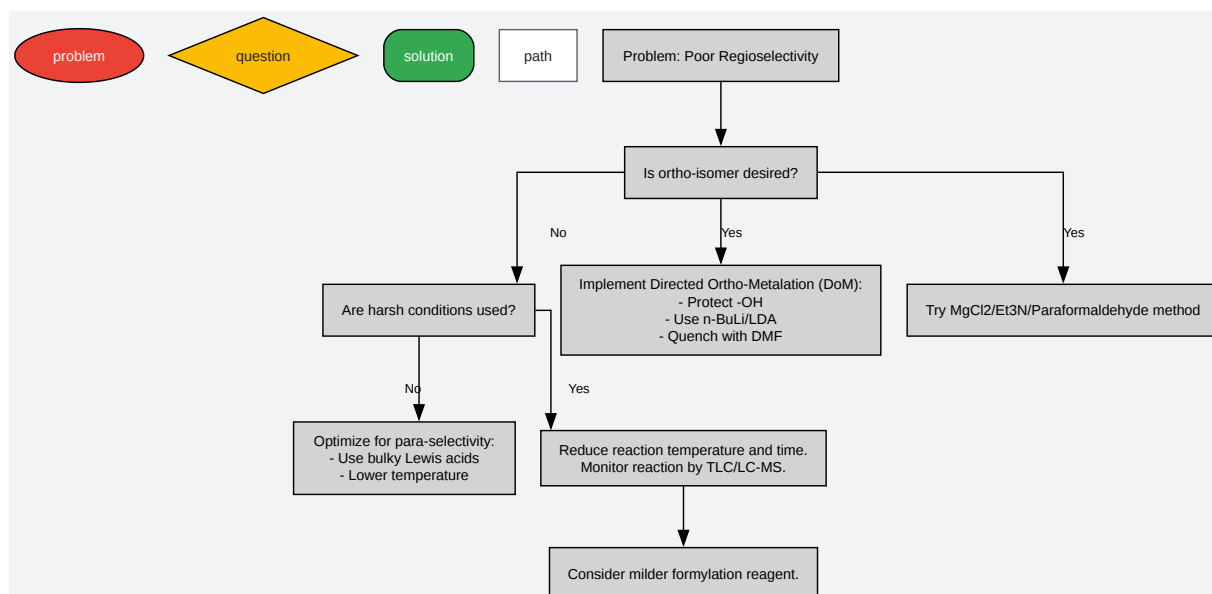 problem
question
solution
path
Problem: Poor Regioselectivity
Is ortho-isomer desired?
No
Yes
Yes
Implement Directed Ortho-Metalation (DoM):
- Protect -OH
- Use n-BuLi/LDA
- Quench with DMF
Are harsh conditions used?
Try MgCl2/Et3N/Paraformaldehyde method
No
Yes
Optimize for para-selectivity:
- Use bulky Lewis acids
- Lower temperature
Reduce reaction temperature and time.
Monitor reaction by TLC/LC-MS.
Consider milder formylation reagent.